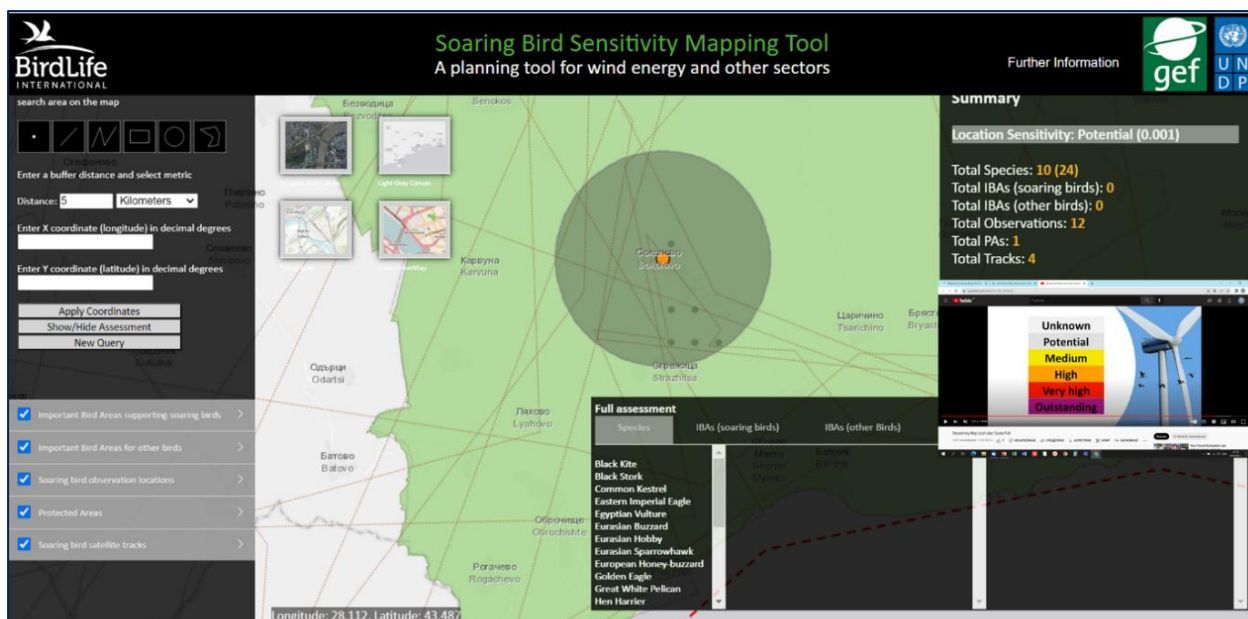 BirdLife
INTERNATIONAL
Soaring Bird Sensitivity Mapping Tool
A planning tool for wind energy and other sectors
Further Information
gef
U N
D P
search area on the map
Enter a buffer distance and select metric
Distance: 5 Kilometers
Enter X coordinate (longitude) in decimal degrees
Enter Y coordinate (latitude) in decimal degrees
Apply Coordinates
Show/Hide Assessment
New Query
Important Bird Areas supporting soaring birds
Important Bird Areas for other birds
Soaring bird observation locations
Protected Areas
Soaring bird satellite tracks
Безводица
Senokos
Light Grey Canvas
Карвуна
Karvuna
Соколово
Sokolovo
Царичино
Tsarichino
Стражица
Strazhitsa
Одърци
Odartsi
Ляхово
Lyahovo
Батово
Batovo
Оброчище
Obrochishte
Рогачево
Rogachevo
Longitude: 28.112, Latitude: 43.487
Summary
Location Sensitivity: Potential (0.001)
Total Species: 10 (24)
Total IBAs (soaring birds): 0
Total IBAs (other birds): 0
Total Observations: 12
Total PAs: 1
Total Tracks: 4
Unknown
Potential
Medium
High
Very high
Outstanding
Full assessment
Species IBAs (soaring birds) IBAs (other Birds)
Black Kite
Black Stork
Common Kestrel
Eastern Imperial Eagle
Egyptian Vulture
Eurasian Buzzard
Eurasian Hobby
Eurasian Sparrowhawk
European Honey-buzzard
Golden Eagle
Great White Pelican
Hen Harrier